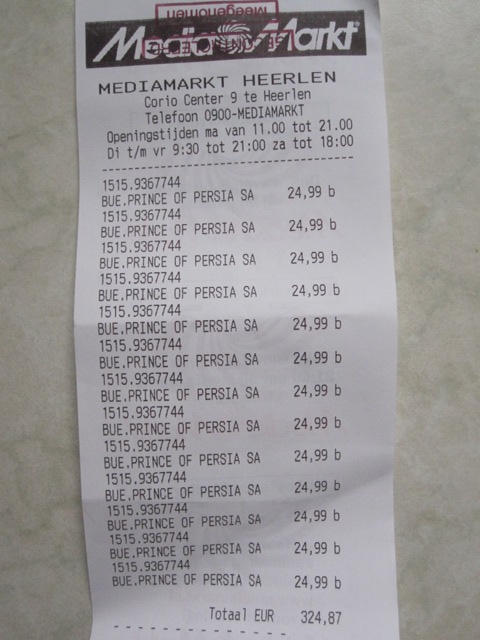 Meegenomen
Media Markt
MEDIAMARKT HEERLEN
Corio Center 9 te Heerlen
Telefoon 0900-MEDIAMARKT
Openingstijden ma van 11.00 tot 21.00
Di t/m vr 9:30 tot 21:00 za tot 18:00
1515.9367744
BUE.PRINCE OF PERSIA SA 24,99 b
1515.9367744
BUE.PRINCE OF PERSIA SA 24,99 b
1515.9367744
BUE.PRINCE OF PERSIA SA 24,99 b
1515.9367744
BUE.PRINCE OF PERSIA SA 24,99 b
1515.9367744
BUE.PRINCE OF PERSIA SA 24,99 b
1515.9367744
BUE.PRINCE OF PERSIA SA 24,99 b
1515.9367744
BUE.PRINCE OF PERSIA SA 24,99 b
1515.9367744
BUE.PRINCE OF PERSIA SA 24,99 b
1515.9367744
BUE.PRINCE OF PERSIA SA 24,99 b
1515.9367744
BUE.PRINCE OF PERSIA SA 24,99 b
1515.9367744
BUE.PRINCE OF PERSIA SA 24,99 b
1515.9367744
BUE.PRINCE OF PERSIA SA 24,99 b
1515.9367744
BUE.PRINCE OF PERSIA SA 24,99 b
Totaal EUR 324,87